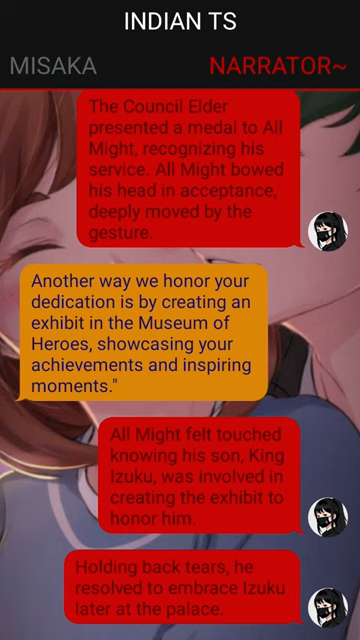 INDIAN TS
MISAKA NARRATOR~
The Council Elder
presented a medal to All
Might, recognizing his
service. All Might bowed
his head in acceptance,
deeply moved by the
gesture.
Another way we honor your
dedication is by creating an
exhibit in the Museum of
Heroes, showcasing your
achievements and inspiring
moments."
All Might felt touched
knowing his son, King
Izuku, was involved in
creating the exhibit to
honor him.
Holding back tears, he
resolved to embrace Izuku
later at the palace.